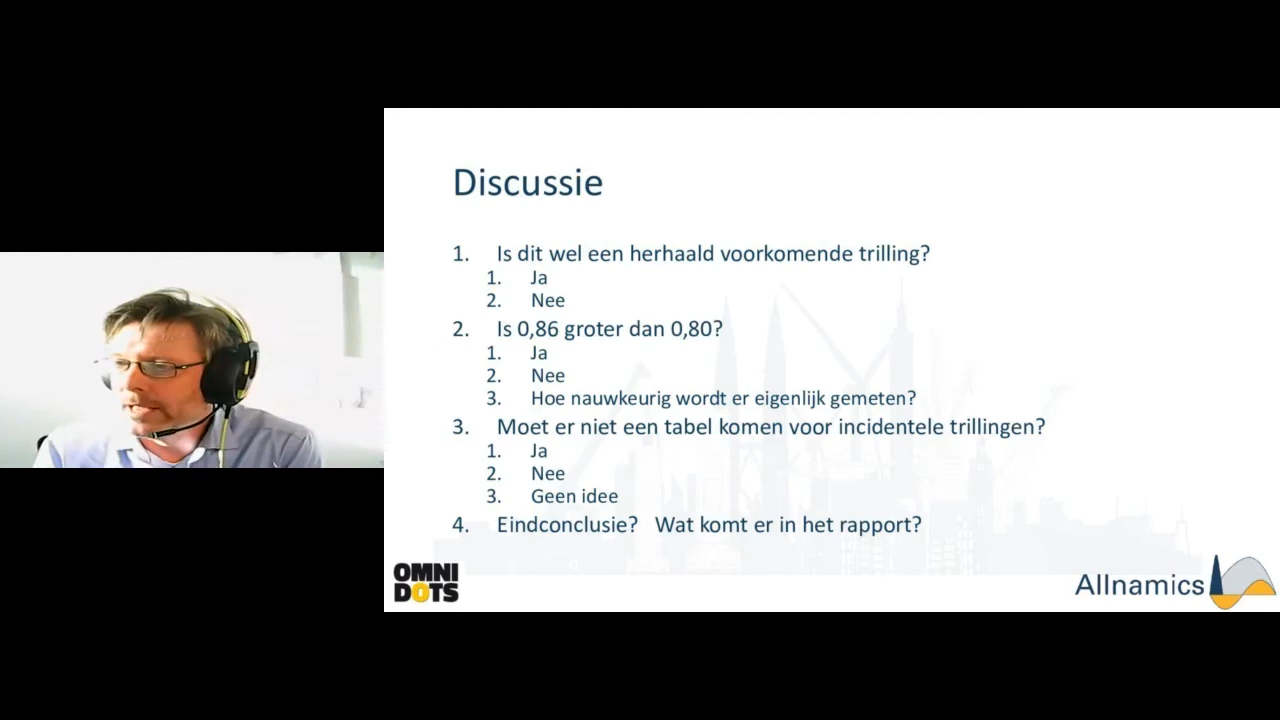 Discussie
1. Is dit wel een herhaald voorkomende trilling?
1. Ja
2. Nee
2. Is 0,86 groter dan 0,80?
1. Ja
2. Nee
3. Hoe nauwkeurig wordt er eigenlijk gemeten?
3. Moet er niet een tabel komen voor incidentele trillingen?
1. Ja
2. Nee
3. Geen idee
4. Eindconclusie? Wat komt er in het rapport?
OMNI
DOTS
Allnamics